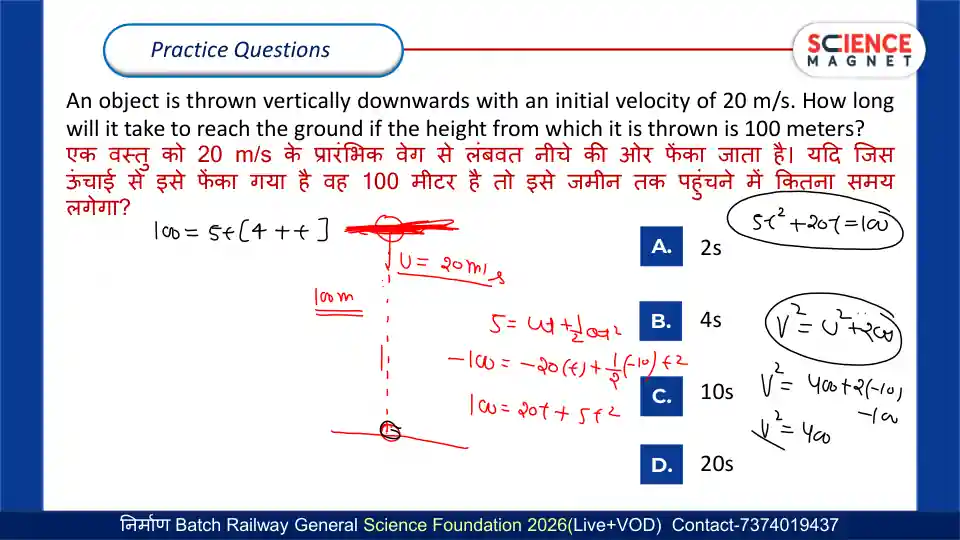 Practice Questions
SCIENCE
MAGNET
An object is thrown vertically downwards with an initial velocity of 20 m/s. How long
will it take to reach the ground if the height from which it is thrown is 100 meters?
एक वस्तु को 20 m/s के प्रारंभिक वेग से लंबवत नीचे की ओर फेंका जाता है। यदि जिस
ऊंचाई से इसे फेंका गया है वह 100 मीटर है तो इसे जमीन तक पहुंचने में कितना समय
लगेगा?
100 = 5t[4+t]
5t²+20t=100
A. 2s
U = 20m/s
100m
B. 4s
S = ut+½at²
V²=U²+2as
-100 = -20(t)+½(-10)t²
C. 10s
V² = 400+2(-10)
-100
100=20t+5t²
V²=400
D. 20s
निर्माण Batch Railway General Science Foundation 2026(Live+VOD) Contact-7374019437